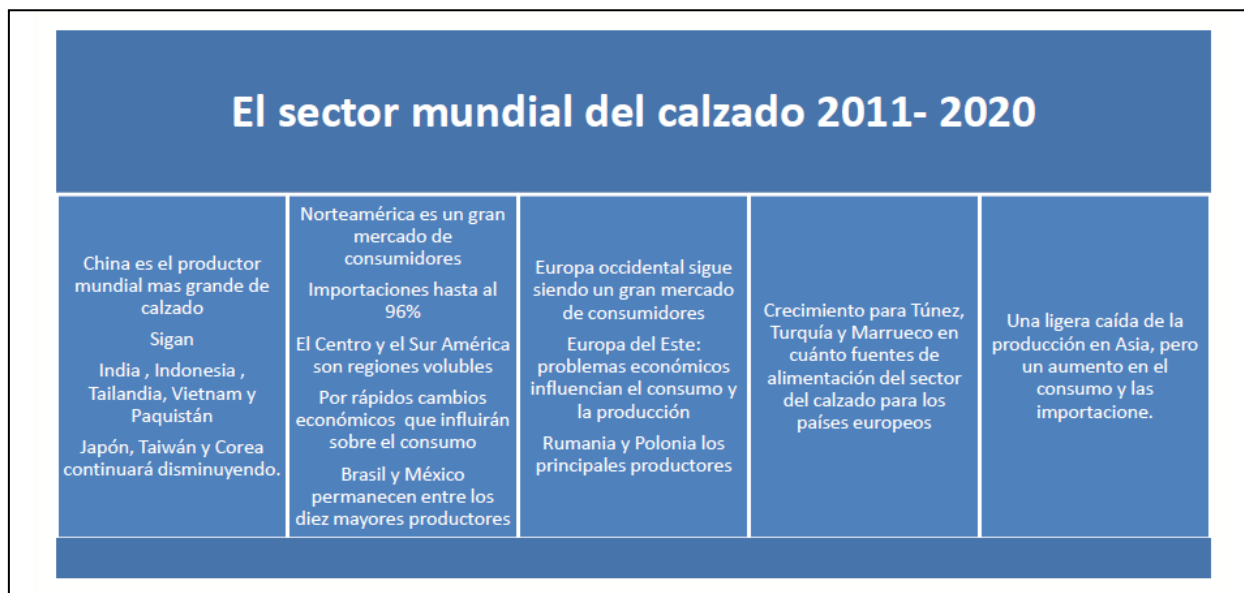 El sector mundial del calzado 2011- 2020
China es el productor
mundial mas grande de
calzado
Sigan
India , Indonesia ,
Tailandia, Vietnam y
Paquistán
Japón, Taiwán y Corea
continuará disminuyendo.
Norteamérica es un gran
mercado de
consumidores
Importaciones hasta al
96%
El Centro y el Sur América
son regiones volubles
Por rápidos cambios
económicos que influirán
sobre el consumo
Brasil y México
permanecen entre los
diez mayores productores
Europa occidental sigue
siendo un gran mercado
de consumidores
Europa del Este:
problemas económicos
influencian el consumo y
la producción
Rumania y Polonia los
principales productores
Crecimiento para Túnez,
Turquía y Marrueco en
cuánto fuentes de
alimentación del sector
del calzado para los
países europeos
Una ligera caída de la
producción en Asia, pero
un aumento en el
consumo y las
importacione.